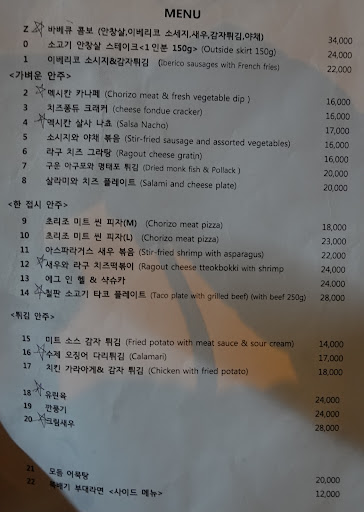 MENU
Z 바베큐 콤보 (안창살,이베리코 소세지,새우,감자튀김,야채) 34,000
0 소고기 안창살 스테이크<1인분 150g> (Outside skirt 150g) 24,000
1 이베리코 소시지&감자튀김 (Iberico sausages with French fries) 22,000
<가벼운 안주>
2 멕시칸 카나페 (Chorizo meat & fresh vegetable dip ) 16,000
3 치즈퐁듀 크래커 (cheese fondue cracker) 16,000
4 멕시칸 살사 나쵸 (Salsa Nacho) 17,000
5 소시지와 야채 볶음 (Stir-fried sausage and assorted vegetables) 16,000
6 라구 치즈 그라탕 (Ragout cheese gratin) 16,000
7 구운 아구포와 명태포 튀김 (Dried monk fish & Pollack ) 20,000
8 살라미와 치즈 플레이트 (Salami and cheese plate) 20,000
<한 접시 안주>
9 초리조 미트 씬 피자(M) (Chorizo meat pizza) 18,000
10 초리조 미트 씬 피자(L) (Chorizo meat pizza) 23,000
11 아스파라거스 새우 볶음 (Stir-fried shrimp with asparagus) 22,000
12 새우와 라구 치즈떡볶이 (Ragout cheese tteokbokki with shrimp 24,000
13 에그 인 헬 & 샥슈카 24,000
14 철판 소고기 타코 플레이트 (Taco plate with grilled beef) (with beef 250g) 28,000
<튀김 안주>
15 미트 소스 감자 튀김 (Fried potato with meat sauce & sour cream) 14,000
16 수제 오징어 다리튀김 (Calamari) 17,000
17 치킨 가라아게& 감자 튀김 (Chicken with fried potato) 18,000
18 유린육 24,000
19 깐풍기 24,000
20 크림새우 28,000
21 모듬 어묵탕 20,000
22 뚝배기 부대라면 <사이드 메뉴> 12,000